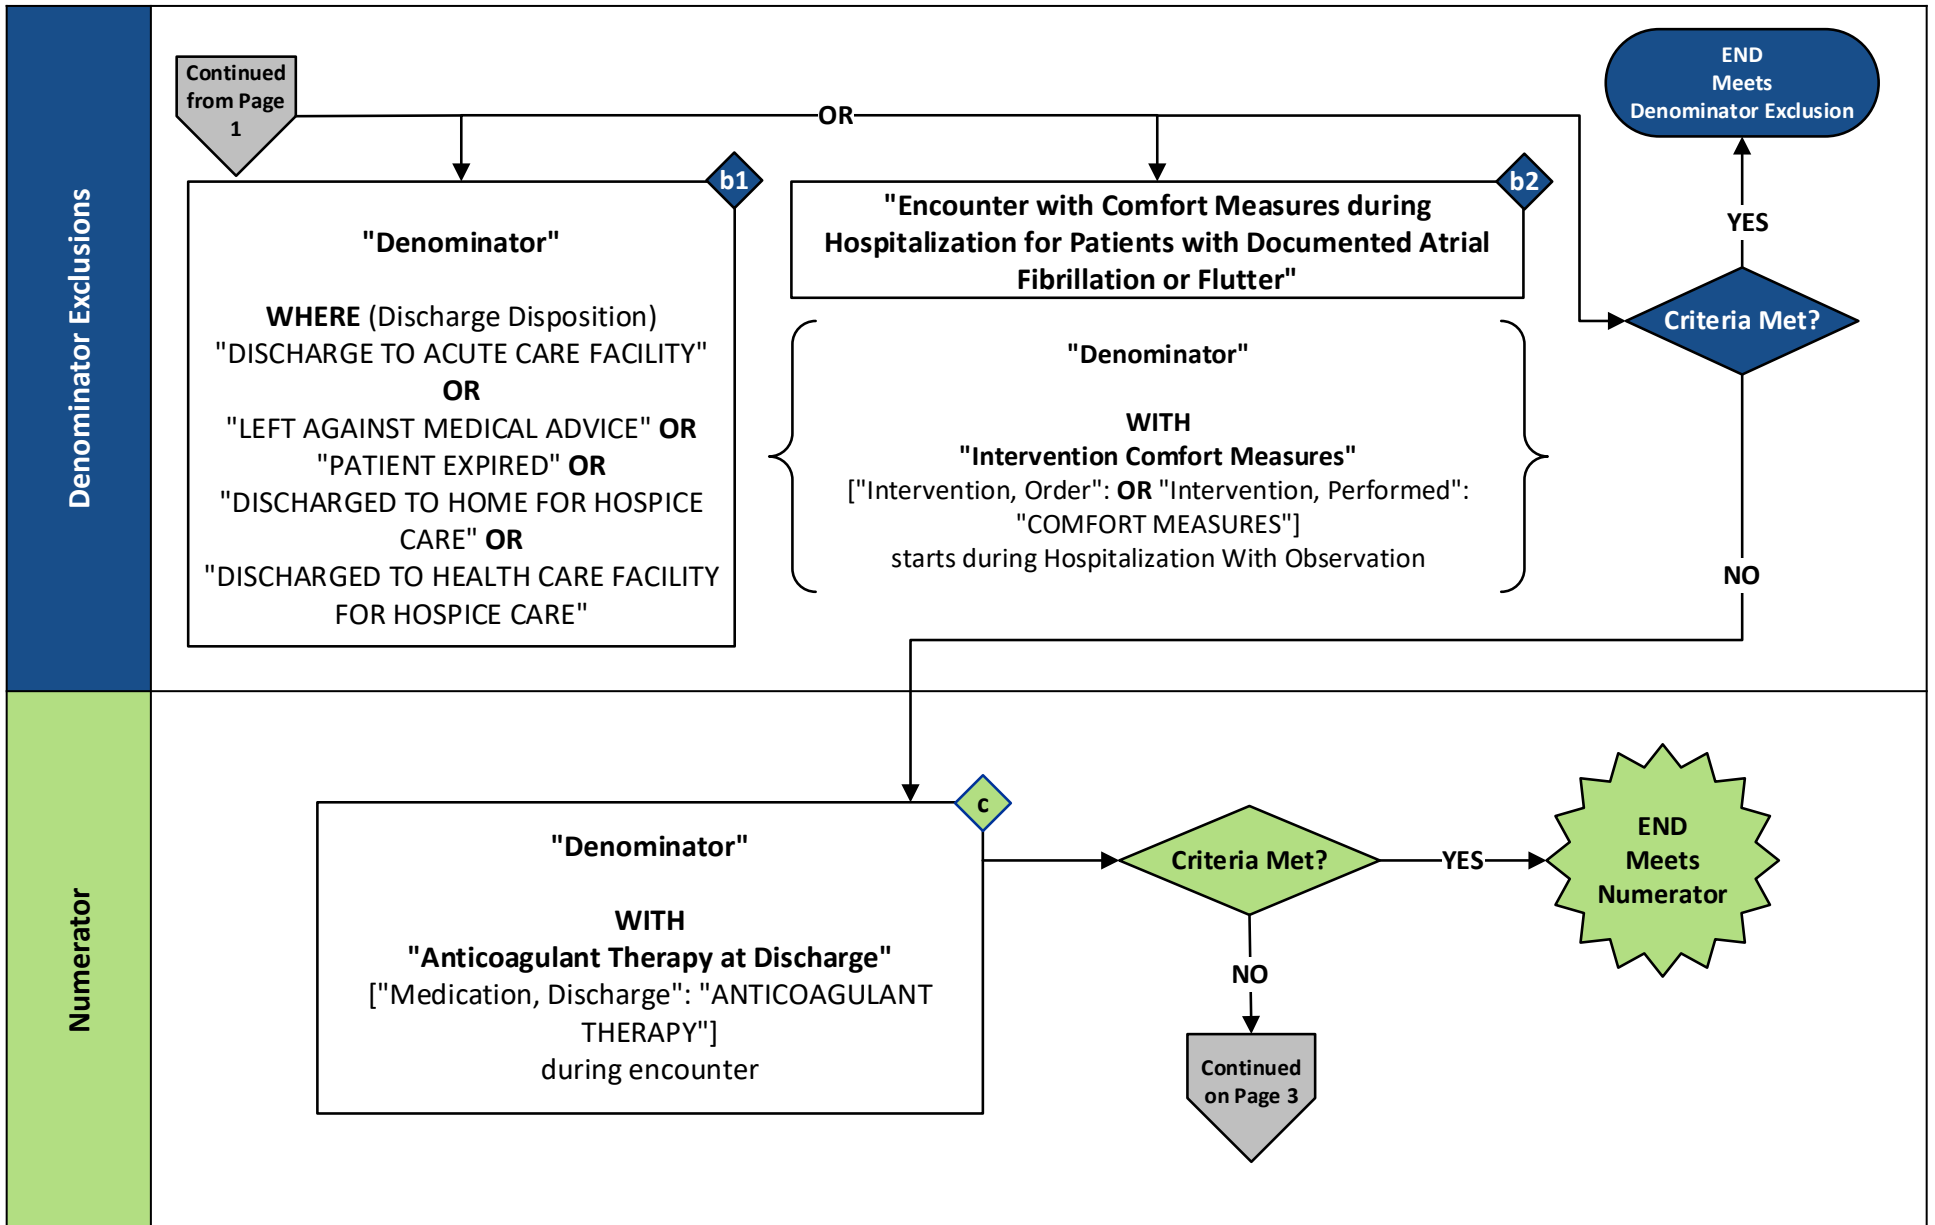 Denominator Exclusions
Continued
from Page
1
OR
END
Meets
Denominator Exclusion
b1
"Denominator"
WHERE (Discharge Disposition)
"DISCHARGE TO ACUTE CARE FACILITY"
OR
"LEFT AGAINST MEDICAL ADVICE" OR
"PATIENT EXPIRED" OR
"DISCHARGED TO HOME FOR HOSPICE
CARE" OR
"DISCHARGED TO HEALTH CARE FACILITY
FOR HOSPICE CARE"
b2
"Encounter with Comfort Measures during
Hospitalization for Patients with Documented Atrial
Fibrillation or Flutter"
"Denominator"
WITH
"Intervention Comfort Measures"
["Intervention, Order": OR "Intervention, Performed":
"COMFORT MEASURES"]
starts during Hospitalization With Observation
YES
Criteria Met?
NO
Numerator
c
"Denominator"
WITH
"Anticoagulant Therapy at Discharge"
["Medication, Discharge": "ANTICOAGULANT
THERAPY"]
during encounter
Criteria Met?
YES
END
Meets
Numerator
NO
Continued
on Page 3